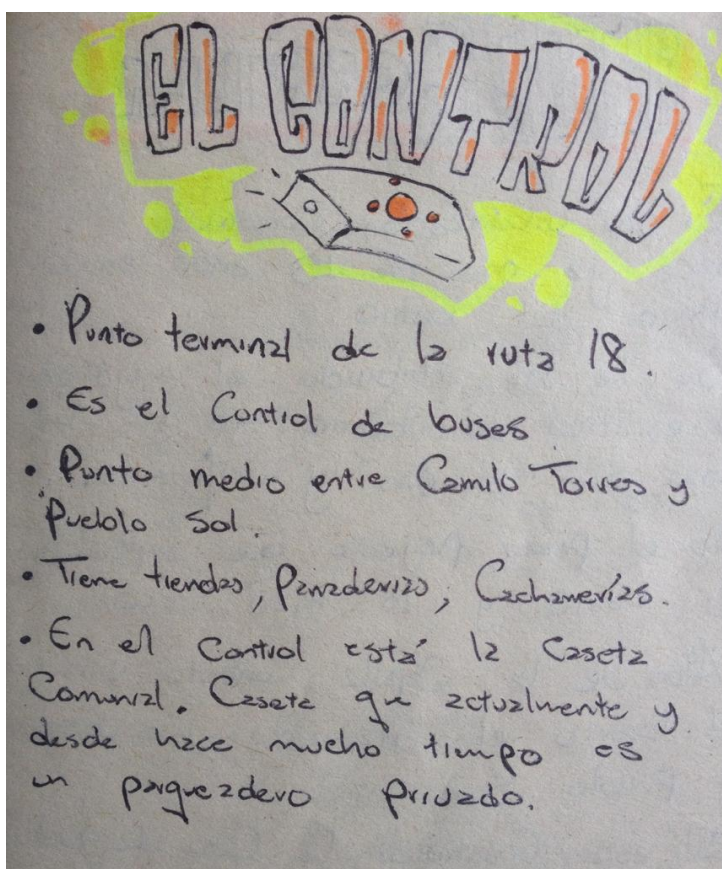 EL CONTROL
• Punto terminal de la ruta 18.
• Es el Control de buses
• Punto medio entre Camilo Torres y
Pueblo Sol.
• Tiene tiendas, Panaderías, Cachamerías.
• En el Control está la Caseta
Comunal. Caseta que actualmente y
desde hace mucho tiempo es
un parqueadero privado.